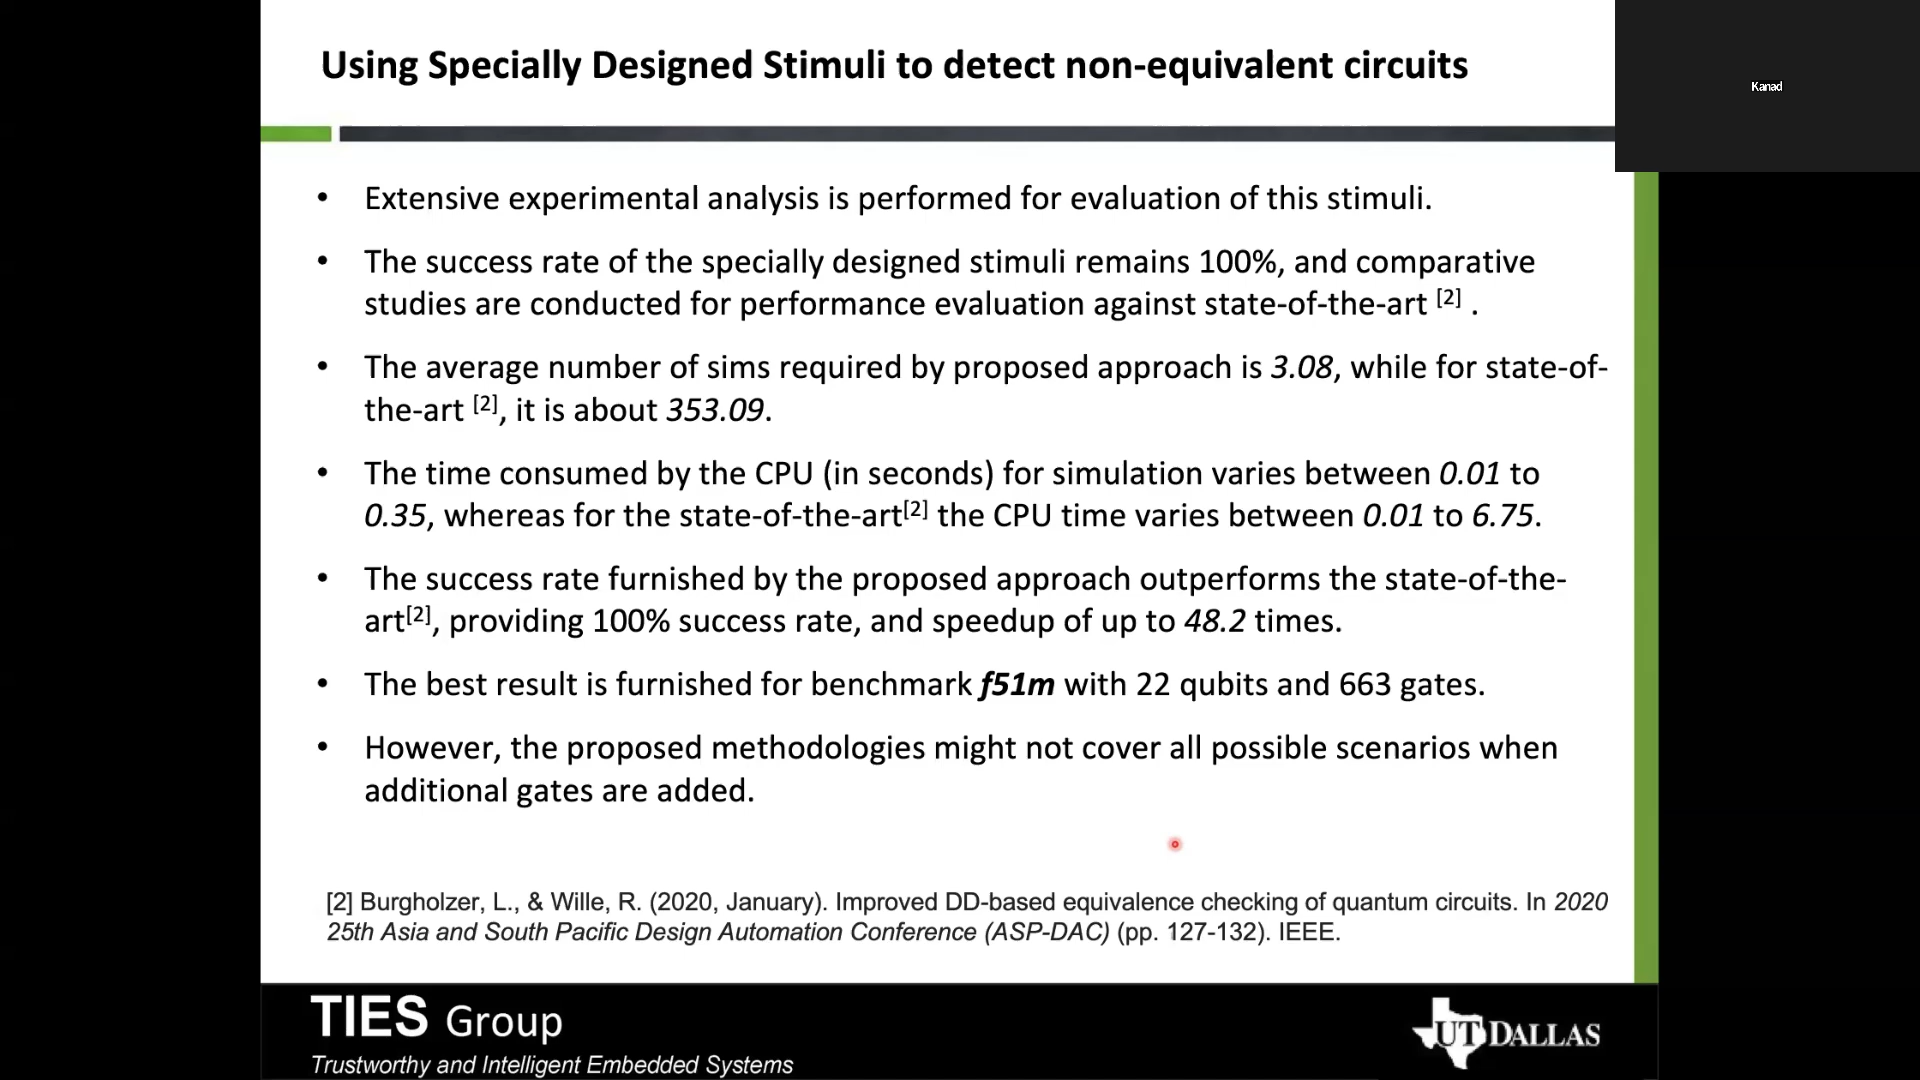 Using Specially Designed Stimuli to detect non-equivalent circuits
Kanad
• Extensive experimental analysis is performed for evaluation of this stimuli.
• The success rate of the specially designed stimuli remains 100%, and comparative
studies are conducted for performance evaluation against state-of-the-art [2] .
• The average number of sims required by proposed approach is 3.08, while for state-of-
the-art [2], it is about 353.09.
• The time consumed by the CPU (in seconds) for simulation varies between 0.01 to
0.35, whereas for the state-of-the-art[2] the CPU time varies between 0.01 to 6.75.
• The success rate furnished by the proposed approach outperforms the state-of-the-
art[2], providing 100% success rate, and speedup of up to 48.2 times.
• The best result is furnished for benchmark f51m with 22 qubits and 663 gates.
• However, the proposed methodologies might not cover all possible scenarios when
additional gates are added.
[2] Burgholzer, L., & Wille, R. (2020, January). Improved DD-based equivalence checking of quantum circuits. In 2020
25th Asia and South Pacific Design Automation Conference (ASP-DAC) (pp. 127-132). IEEE.
TIES Group
Trustworthy and Intelligent Embedded Systems
UT DALLAS